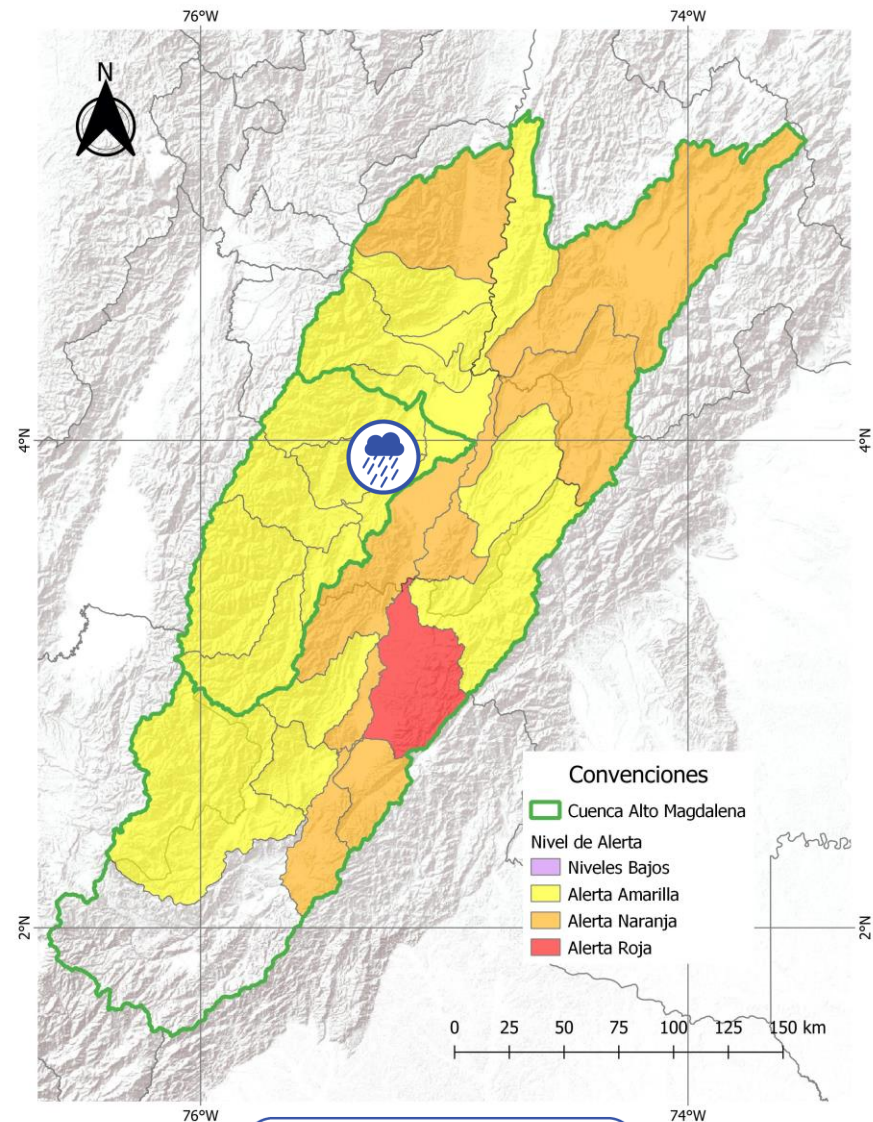 76°W 74°W
N
4°N 4°N
Convenciones
Cuenca Alto Magdalena
Nivel de Alerta
Niveles Bajos
Alerta Amarilla
Alerta Naranja
Alerta Roja
2°N 2°N
0 25 50 75 100 125 150 km
76°W 74°W